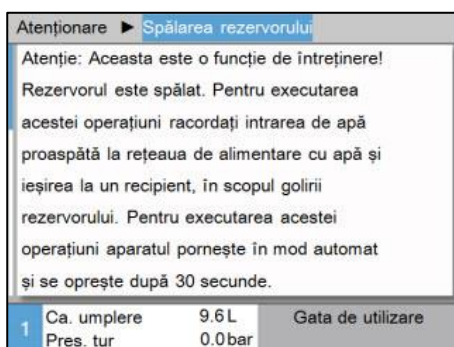 Atenționare ▶ Spălarea rezervorului
Atenție: Aceasta este o funcție de întreținere!
Rezervorul este spălat. Pentru executarea
acestei operațiuni racordați intrarea de apă
proaspătă la rețeaua de alimentare cu apă și
ieșirea la un recipient, în scopul golirii
rezervorului. Pentru executarea acestei
operațiuni aparatul pornește în mod automat
și se oprește după 30 secunde.
1 Ca. umplere 9.6 L Gata de utilizare
Pres. tur 0.0 bar